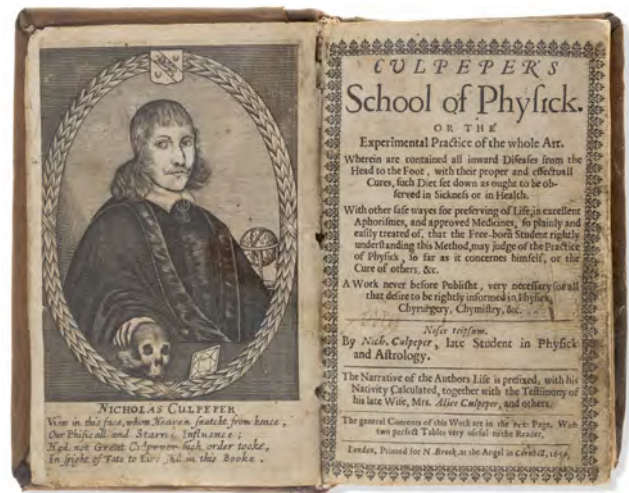 NICHOLAS CULPEPER
View in this face, whom Heaven snatcht from hence,
Our Phisicall and Starric Influence;
Had not Great Culpeper such order tooke,
In spight of Fate to Live still in this Booke.
CVLPEPER'S
School of Phyſick.
OR THE
Experimental Practice of the whole Art.
Wherein are contained all inward Diſeaſes from the
Head to the Foot, with their proper and effectuall
Cures, ſuch Diet ſet down as ought to be ob-
ſerved in Sickneſs or in Health.
With other ſafe wayes for preſerving of Life, in excellent
Aphoriſmes, and approved Medicines, ſo plainly and
eaſily treated of, that the Free-born Student rightly
underſtanding this Method, may judge of the Practice
of Phyſick, ſo far as it concernes himſelf, or the
Cure of others, &c.
A Work never before Publiſht, very neceſſary for all
that deſire to be rightly informed in Phyſick,
Chyrurgery, Chymiſtry, &c.
Noſce teipſum.
By Nich. Culpeper, late Student in Phyſick
and Aſtrology.
The Narrative of the Authors Life is prefixed, with his
Nativity Calculated, together with the Teſtimony of
his late Wife, Mrs. Alice Culpeper, and others.
The general Contents of this Work are in the next Page. With
two perfect Tables very uſeful to the Reader,
London, Printed for N. Brook, at the Angel in Cornhill, 1659.